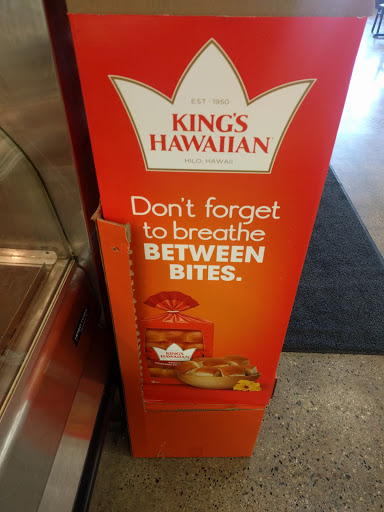 EST • 1950
KING'S
HAWAIIAN
HILO, HAWAII
Don't forget
to breathe
BETWEEN
BITES.
KING'S
HAWAIIAN